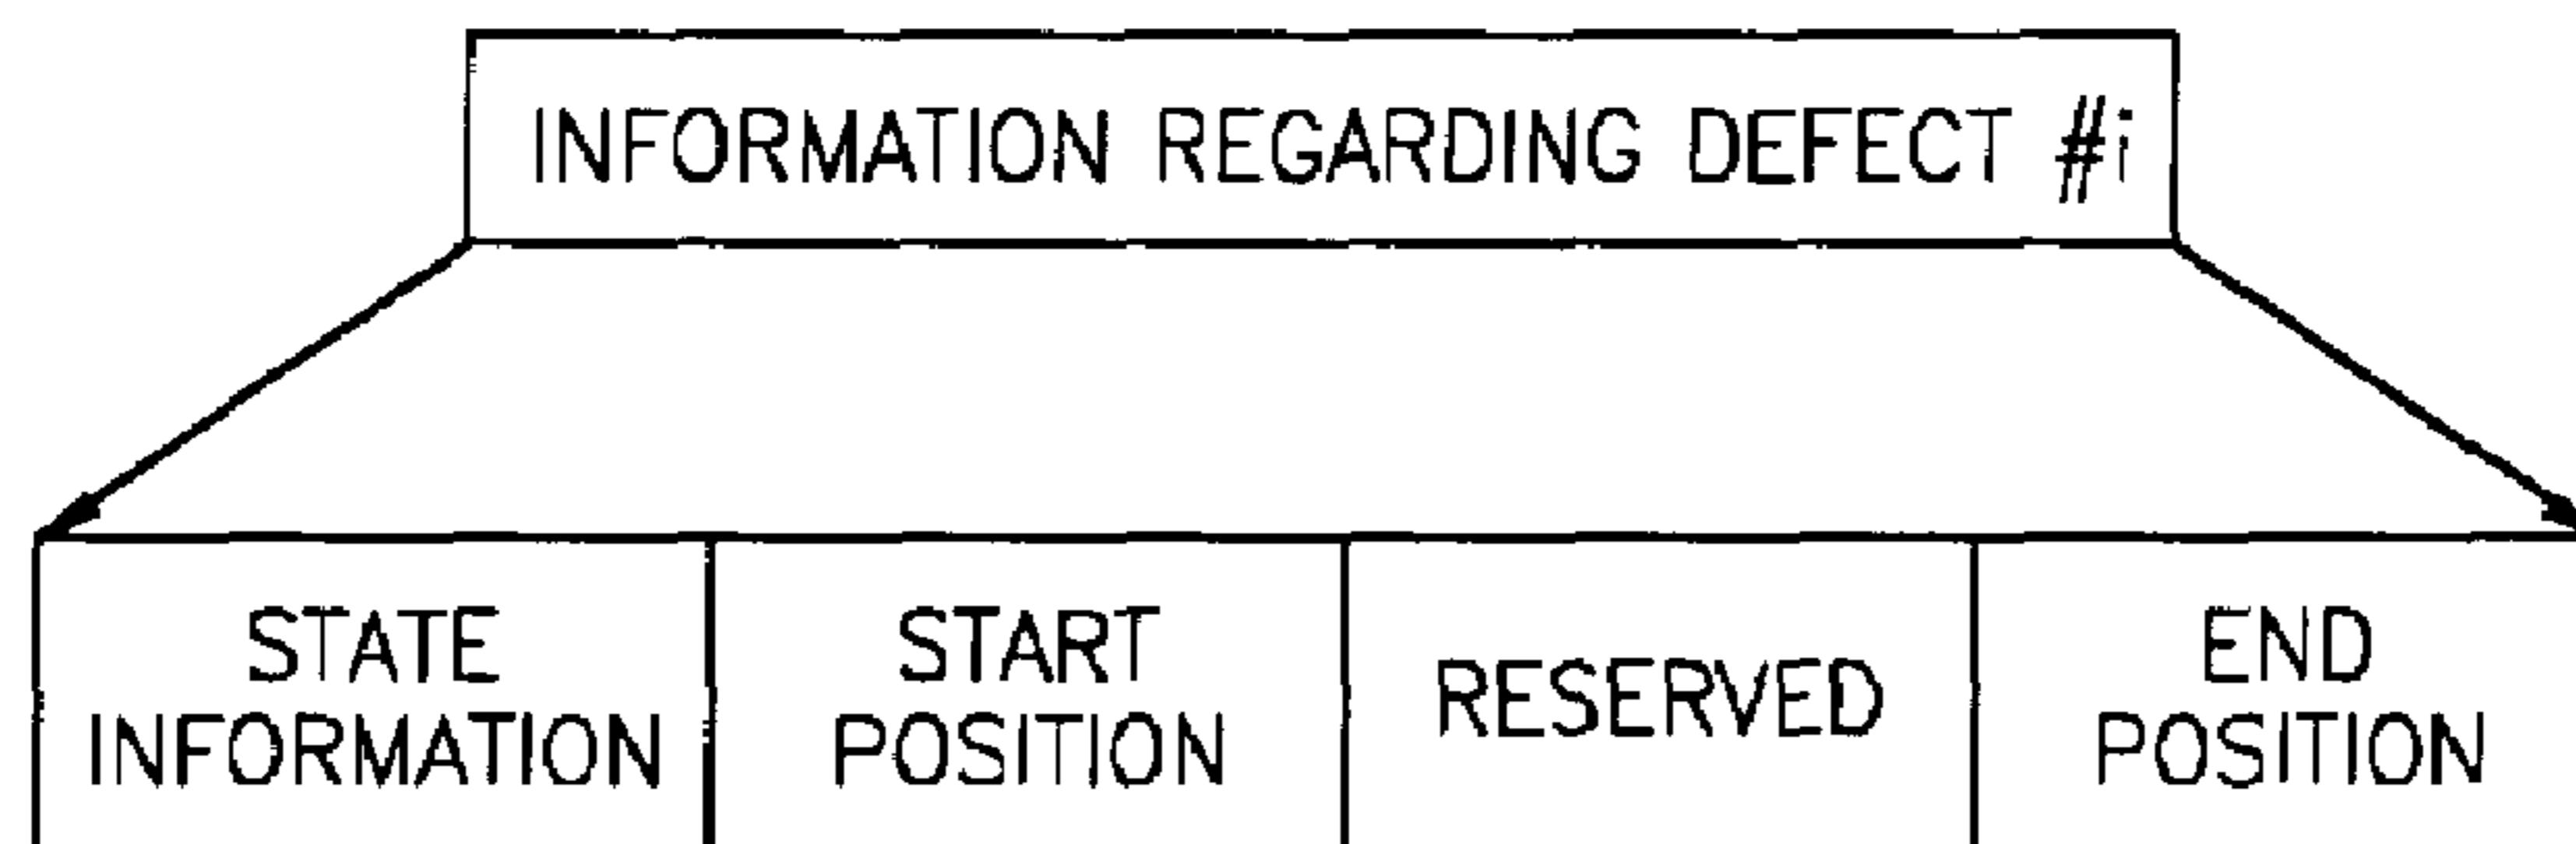 INFORMATION REGARDING DEFECT #i
STATE
INFORMATION
START
POSITION
RESERVED
END
POSITION